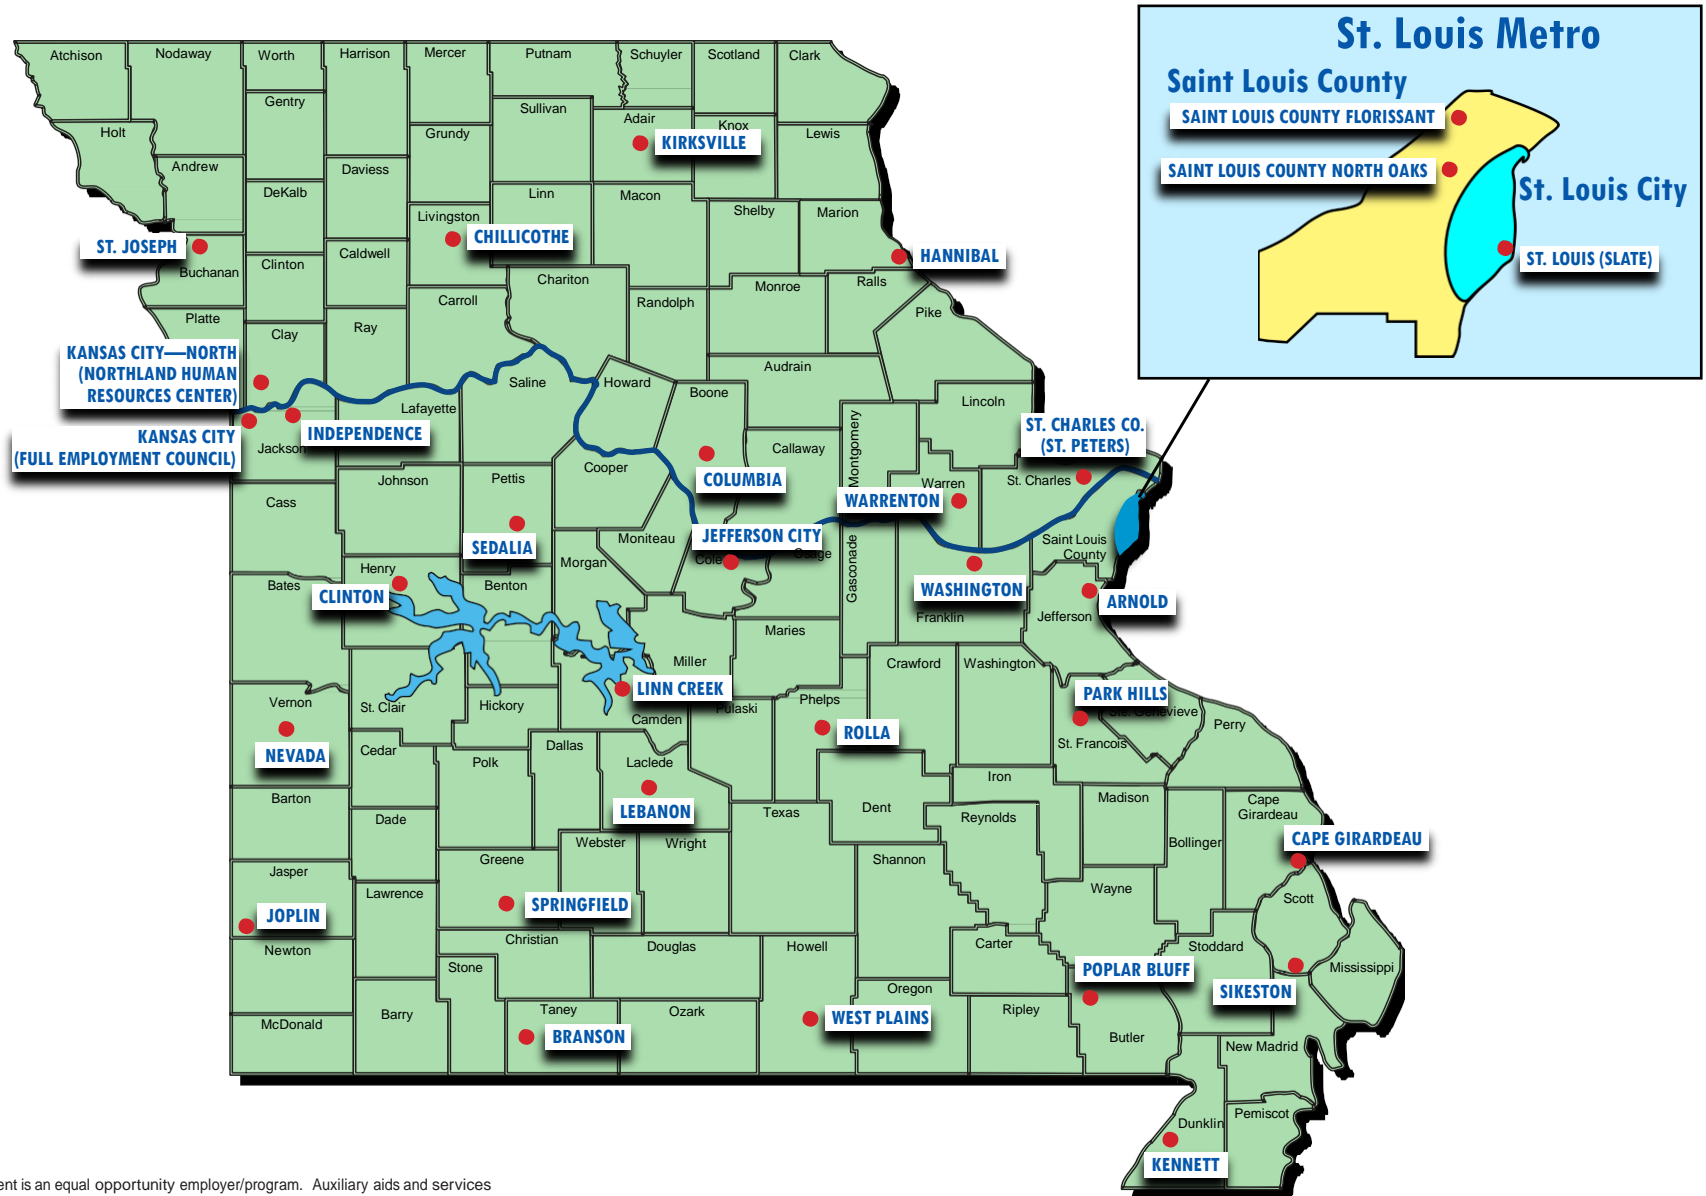 St. Louis Metro
Saint Louis County
SAINT LOUIS COUNTY FLORISSANT
SAINT LOUIS COUNTY NORTH OAKS
St. Louis City
ST. LOUIS (SLATE)
Atchison
Nodaway
Worth
Harrison
Mercer
Putnam
Schuyler
Scotland
Clark
Gentry
Sullivan
Adair
Knox
Lewis
Holt
Grundy
KIRKSVILLE
Andrew
Daviess
DeKalb
Linn
Macon
Shelby
Marion
Livingston
CHILLICOTHE
ST. JOSEPH
Buchanan
Clinton
Caldwell
Chariton
HANNIBAL
Monroe
Ralls
Carroll
Randolph
Pike
Platte
Clay
Ray
KANSAS CITY—NORTH
(NORTHLAND HUMAN
RESOURCES CENTER)
Audrain
Saline
Howard
Boone
Lincoln
Lafayette
KANSAS CITY
(FULL EMPLOYMENT COUNCIL)
Jackson
INDEPENDENCE
Montgomery
Callaway
ST. CHARLES CO.
(ST. PETERS)
Johnson
Pettis
Cooper
COLUMBIA
WARRENTON
Warren
St. Charles
Cass
SEDALIA
Moniteau
JEFFERSON CITY
Cole
Osage
Gasconade
Saint Louis
County
Morgan
Henry
Bates
Benton
CLINTON
WASHINGTON
Franklin
ARNOLD
Jefferson
Maries
Miller
Crawford
Washington
LINN CREEK
Camden
Pulaski
Phelps
ROLLA
PARK HILLS
Ste. Genevieve
St. Francois
Perry
Vernon
St. Clair
Hickory
NEVADA
Cedar
Polk
Dallas
Laclede
LEBANON
Iron
Barton
Dade
Texas
Dent
Reynolds
Madison
Bollinger
Cape
Girardeau
CAPE GIRARDEAU
Greene
Webster
Wright
Shannon
Jasper
Lawrence
Wayne
Scott
JOPLIN
SPRINGFIELD
Newton
Christian
Douglas
Howell
Carter
Stoddard
Mississippi
Stone
POPLAR BLUFF
SIKESTON
Oregon
McDonald
Barry
Taney
BRANSON
Ozark
WEST PLAINS
Ripley
Butler
New Madrid
Dunklin
Pemiscot
KENNETT
ent is an equal opportunity employer/program. Auxiliary aids and services